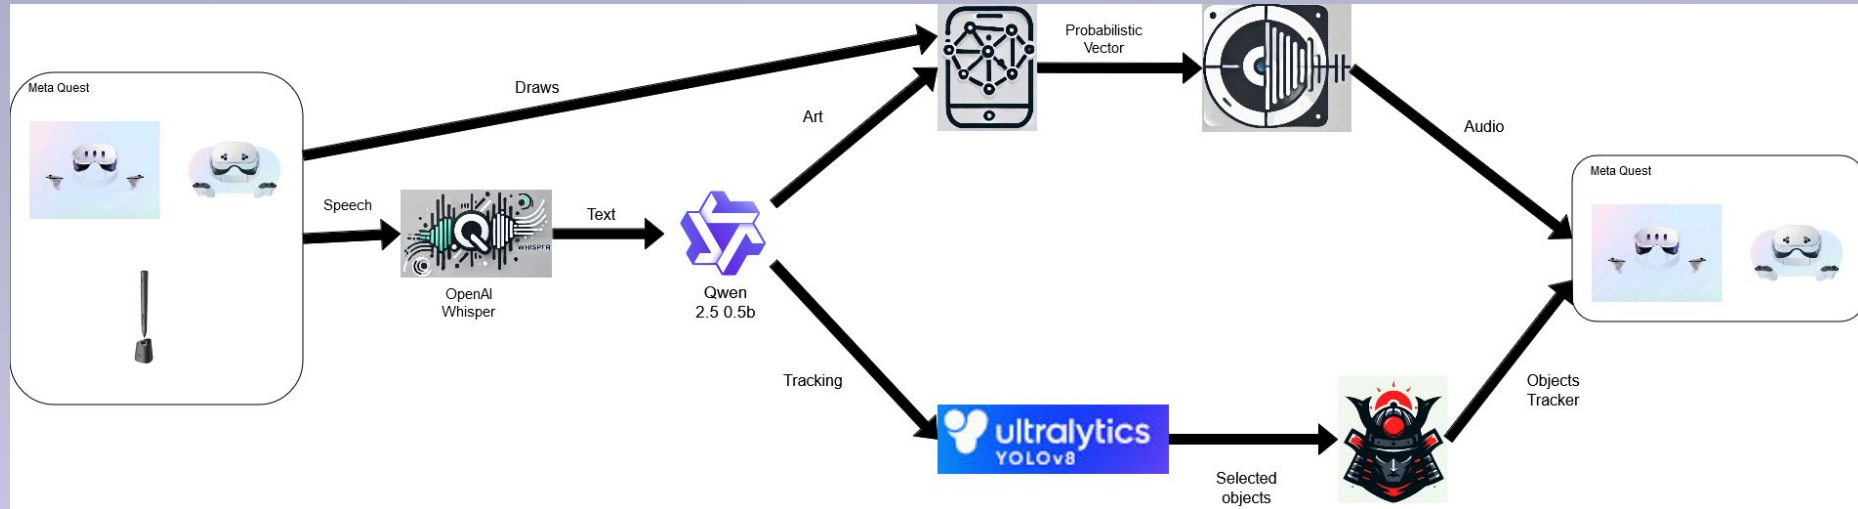 Meta Quest
Draws
Speech
WHISPFR
OpenAI
Whisper
Text
Qwen
2.5 0.5b
Art
Tracking
Probabilistic
Vector
Audio
ultralytics
YOLOv8
Selected
objects
Objects
Tracker
Meta Quest